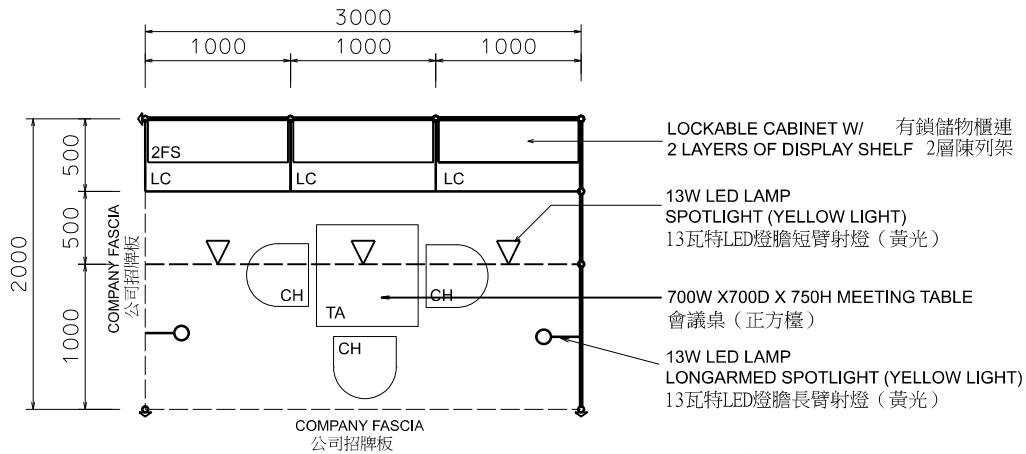 3000
1000
1000
1000
2000
500
500
1000
2FS
LC
LC
LC
LOCKABLE CABINET W/ 有鎖儲物櫃連
2 LAYERS OF DISPLAY SHELF 2層陳列架
13W LED LAMP
SPOTLIGHT (YELLOW LIGHT)
13瓦特LED燈膽短臂射燈（黃光）
COMPANY FASCIA
公司招牌板
CH
TA
CH
CH
700W X700D X 750H MEETING TABLE
會議桌（正方檯）
13W LED LAMP
LONGARMED SPOTLIGHT (YELLOW LIGHT)
13瓦特LED燈膽長臂射燈（黃光）
COMPANY FASCIA
公司招牌板